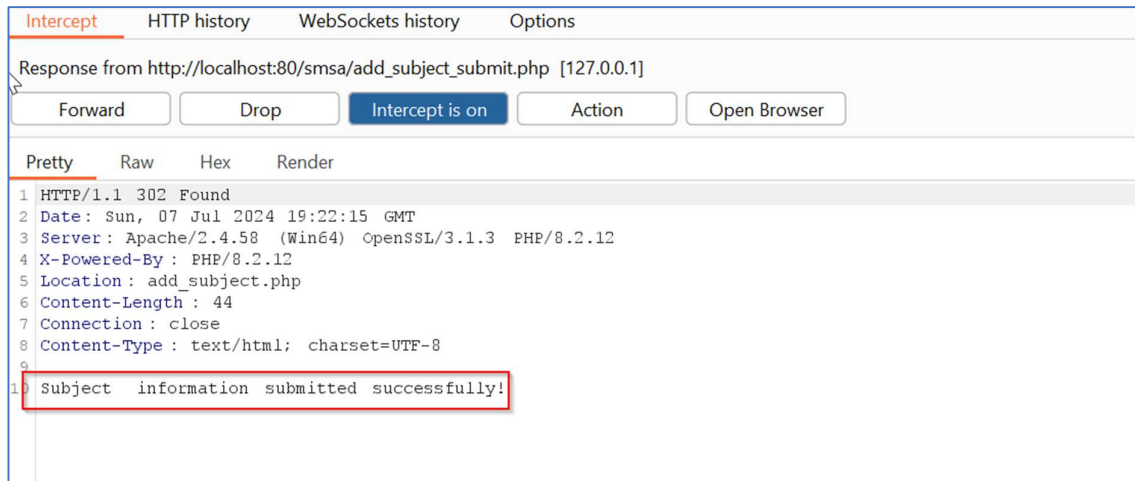 Intercept HTTP history WebSockets history Options
Response from http://localhost:80/smsa/add_subject_submit.php [127.0.0.1]
Forward Drop Intercept is on Action Open Browser
Pretty Raw Hex Render
1 HTTP/1.1 302 Found
2 Date: Sun, 07 Jul 2024 19:22:15 GMT
3 Server: Apache/2.4.58 (Win64) OpenSSL/3.1.3 PHP/8.2.12
4 X-Powered-By: PHP/8.2.12
5 Location: add_subject.php
6 Content-Length: 44
7 Connection: close
8 Content-Type: text/html; charset=UTF-8
9
10 Subject information submitted successfully!